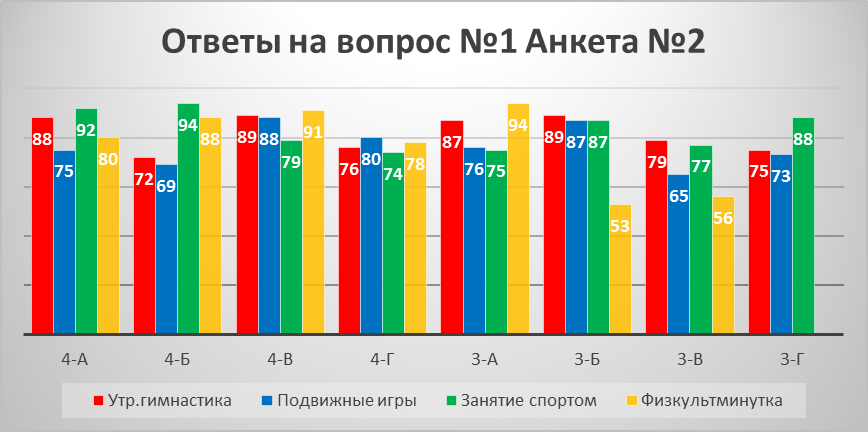 Ответы на вопрос №1 Анкета №2
88 75 92 80
72 69 94 88
89 88 79 91
76 80 74 78
87 76 75 94
89 87 87 53
79 65 77 56
75 73 88
4-А 4-Б 4-В 4-Г 3-А 3-Б 3-В 3-Г
Утр.гимнастика Подвижные игры Занятие спортом Физкультминутка